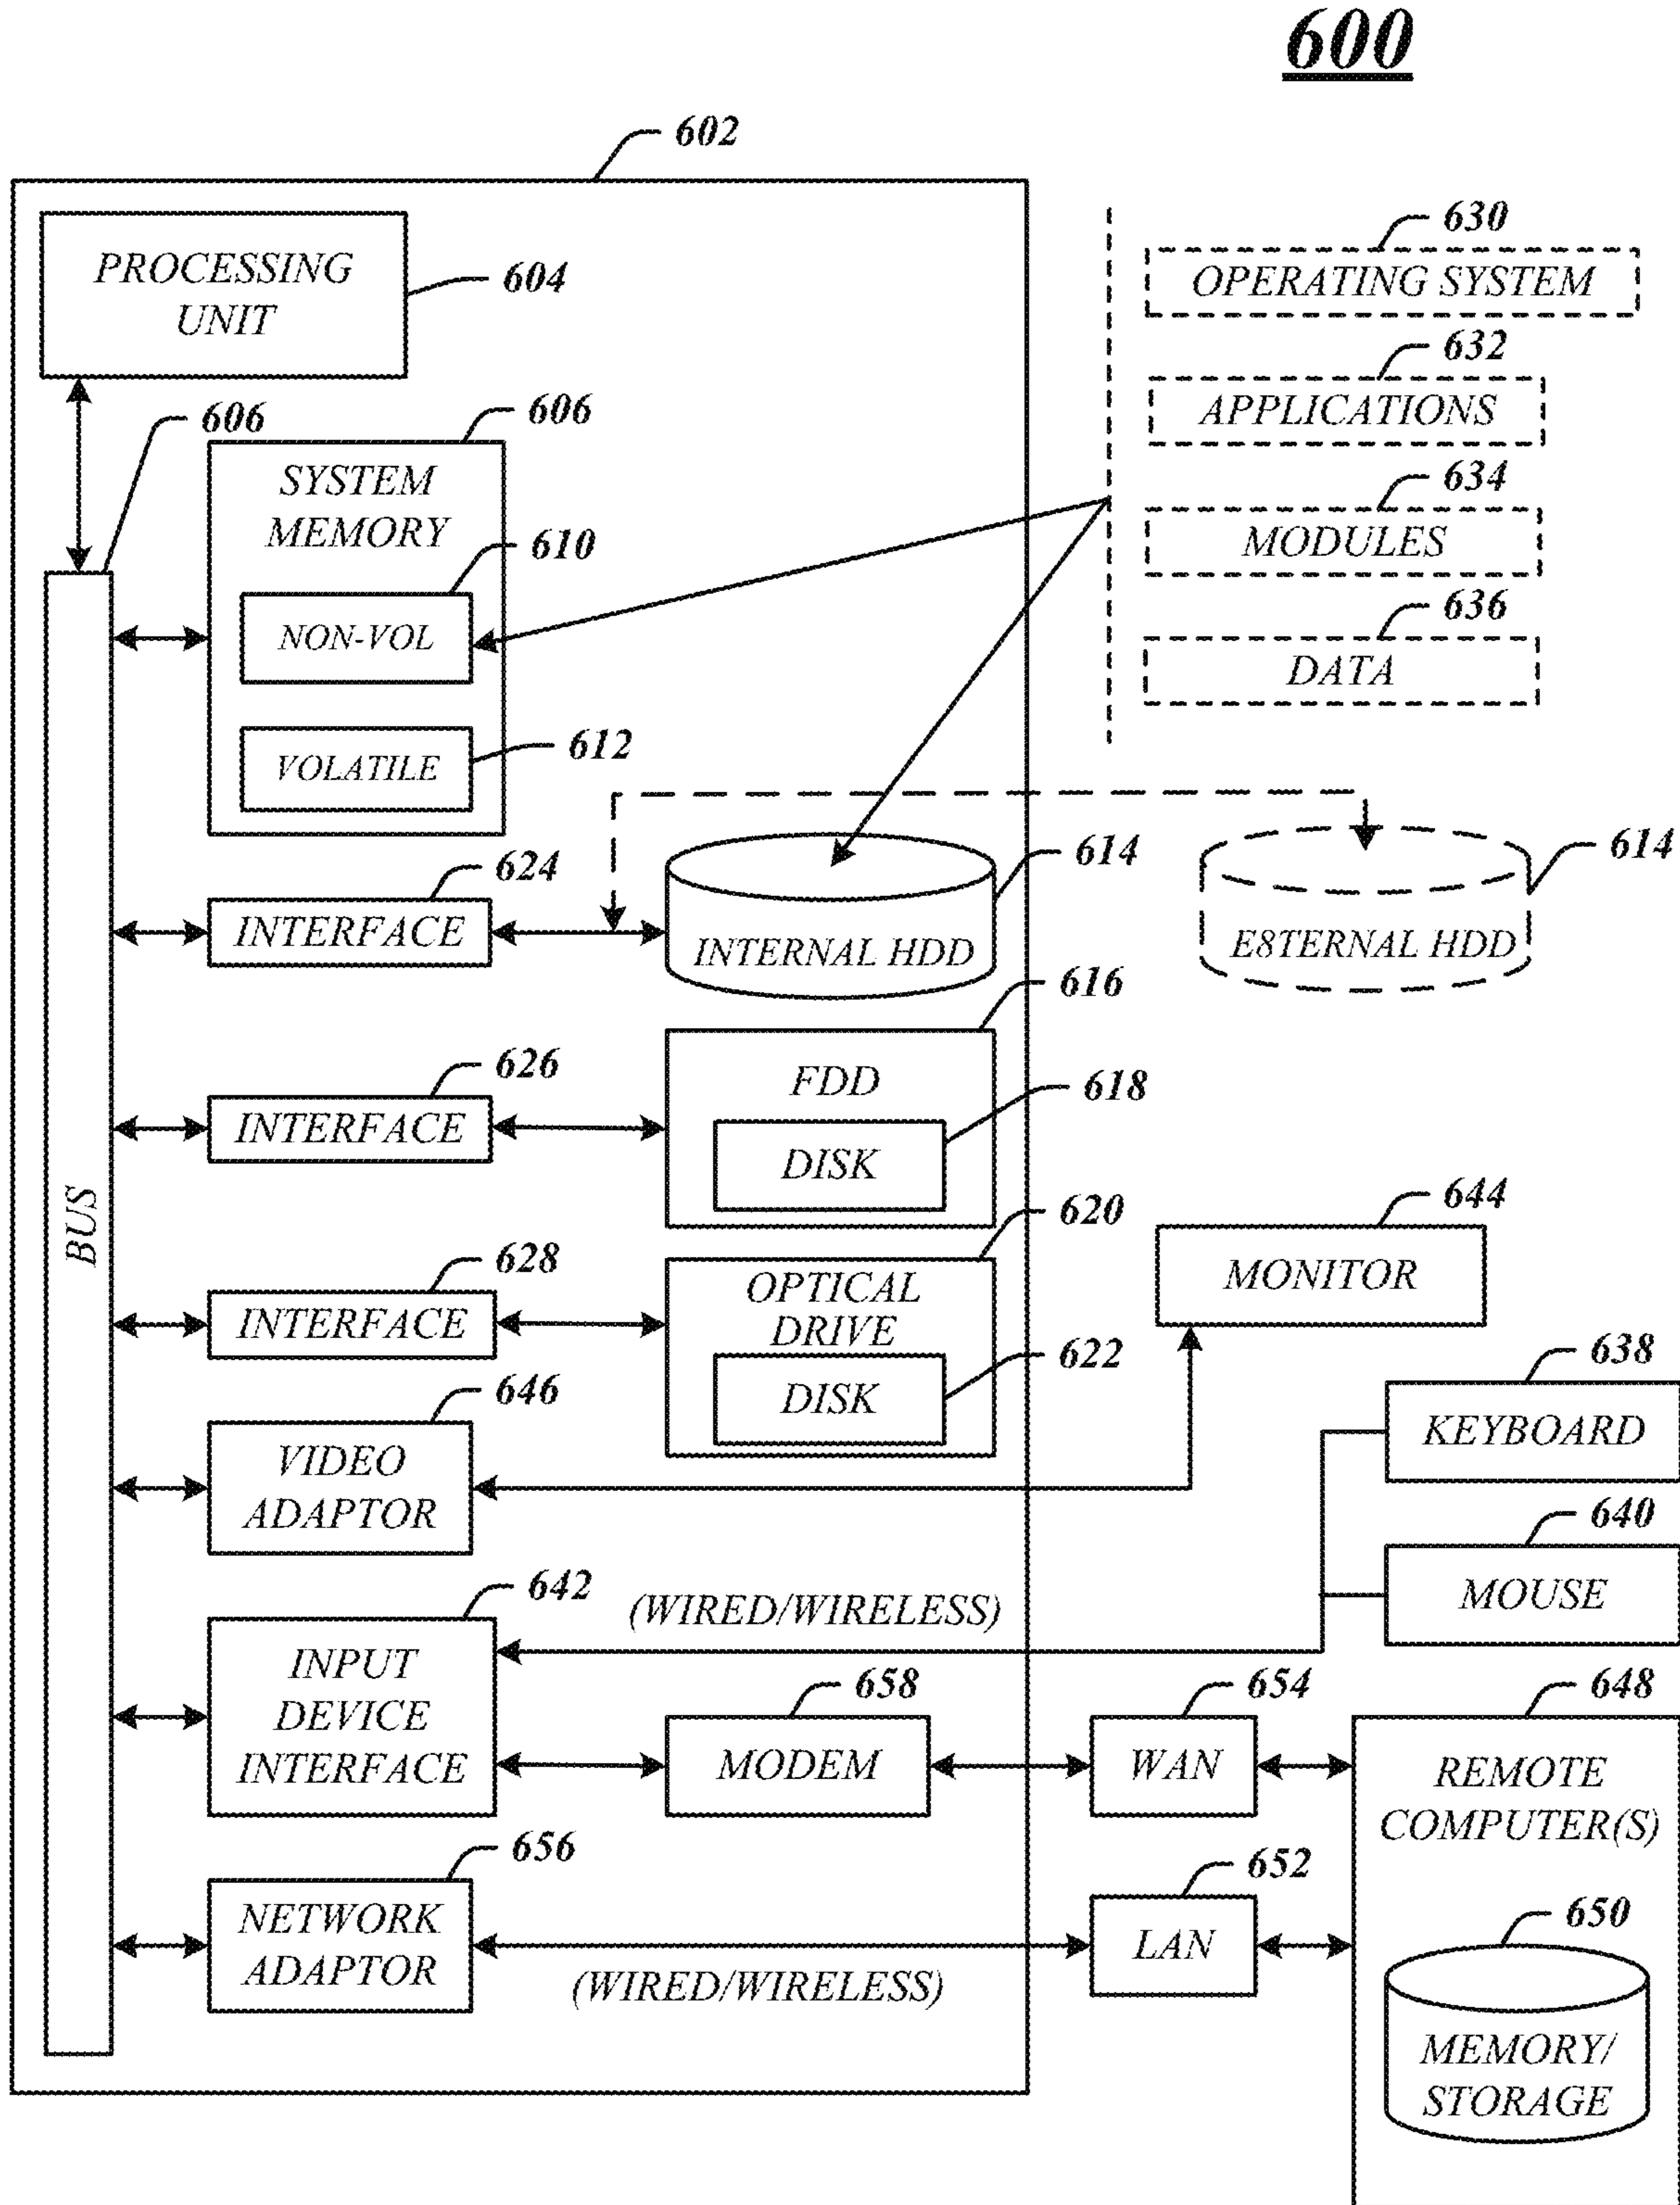 600
602
PROCESSING
UNIT
604
630
OPERATING SYSTEM
632
APPLICATIONS
634
MODULES
636
DATA
606
606
SYSTEM
MEMORY
610
NON-VOL
612
VOLATILE
BUS
624
INTERFACE
614
INTERNAL HDD
614
E8TERNAL HDD
626
INTERFACE
616
FDD
618
DISK
628
INTERFACE
620
OPTICAL
DRIVE
622
DISK
644
MONITOR
646
VIDEO
ADAPTOR
638
KEYBOARD
640
MOUSE
642
INPUT
DEVICE
INTERFACE
(WIRED/WIRELESS)
658
MODEM
654
WAN
648
REMOTE
COMPUTER(S)
656
NETWORK
ADAPTOR
(WIRED/WIRELESS)
652
LAN
650
MEMORY/
STORAGE